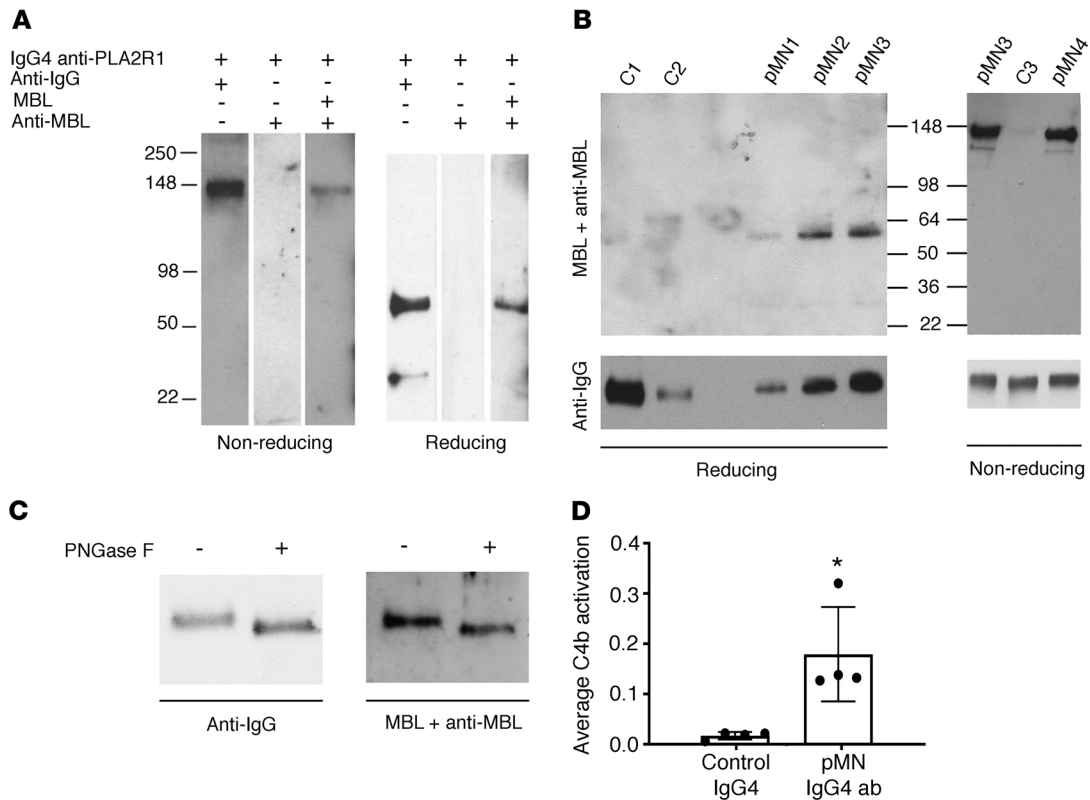 A
IgG4 anti-PLA2R1 + + + + + +
Anti-IgG + - - + - -
MBL - - + - - +
Anti-MBL - + + - + +
250
148
98
50
22
Non-reducing
Reducing
B
C1 C2 pMN1 pMN2 pMN3
pMN3 C3 pMN4
MBL + anti-MBL
148
98
64
50
36
22
Anti-IgG
Reducing
Non-reducing
C
PNGase F - + - +
Anti-IgG
MBL + anti-MBL
D
Average C4b activation
0.4
0.3
0.2
0.1
0.0
*
Control
IgG4
pMN
IgG4 ab